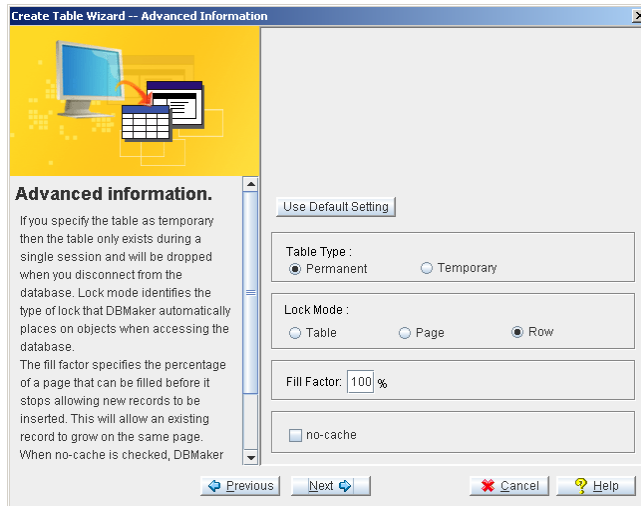 Create Table Wizard -- Advanced Information
Advanced information.
If you specify the table as temporary
then the table only exists during a
single session and will be dropped
when you disconnect from the
database. Lock mode identifies the
type of lock that DBMaker automatically
places on objects when accessing the
database.
The fill factor specifies the percentage
of a page that can be filled before it
stops allowing new records to be
inserted. This will allow an existing
record to grow on the same page.
When no-cache is checked, DBMaker
Use Default Setting
Table Type :
Permanent Temporary
Lock Mode :
Table Page Row
Fill Factor: 100 %
no-cache
Previous Next Cancel Help